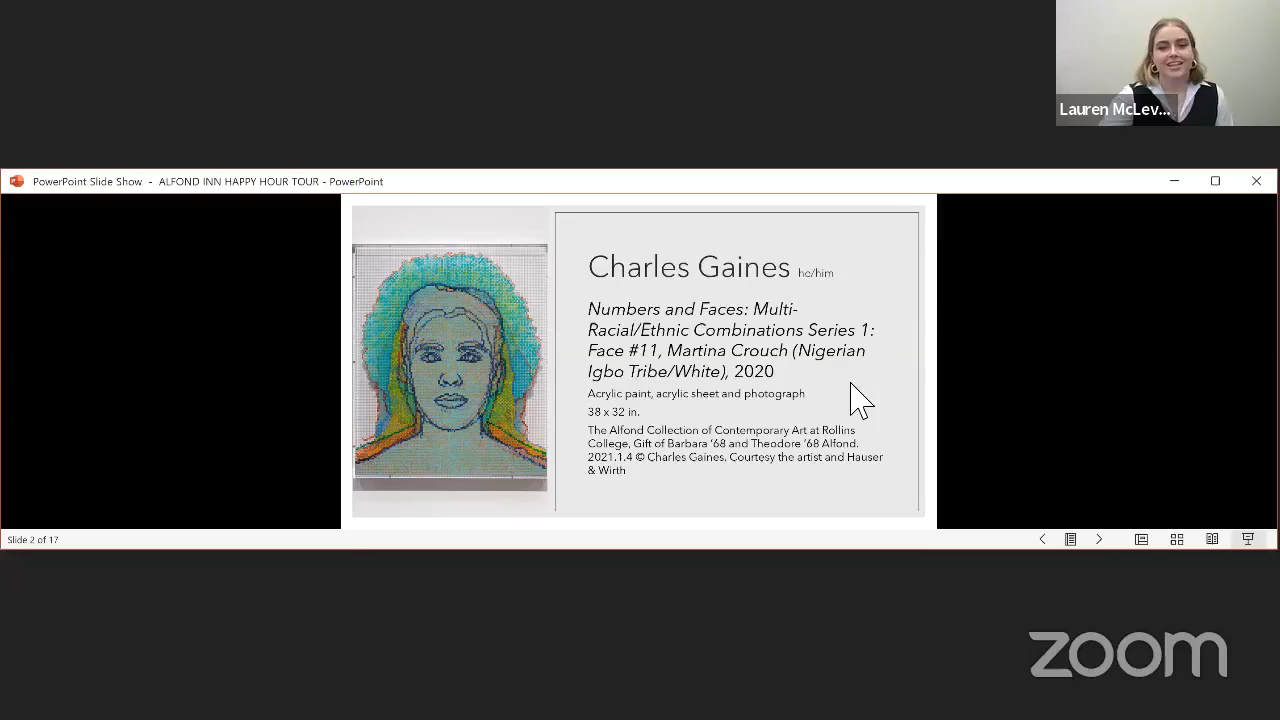 Lauren McLev...
PowerPoint Slide Show - ALFOND INN HAPPY HOUR TOUR - PowerPoint
Charles Gaines he/him
Numbers and Faces: Multi-
Racial/Ethnic Combinations Series 1:
Face #11, Martina Crouch (Nigerian
Igbo Tribe/White), 2020
Acrylic paint, acrylic sheet and photograph
38 x 32 in.
The Alfond Collection of Contemporary Art at Rollins
College, Gift of Barbara '68 and Theodore '68 Alfond.
2021.1.4 © Charles Gaines. Courtesy the artist and Hauser
& Wirth
Slide 2 of 17
zoom